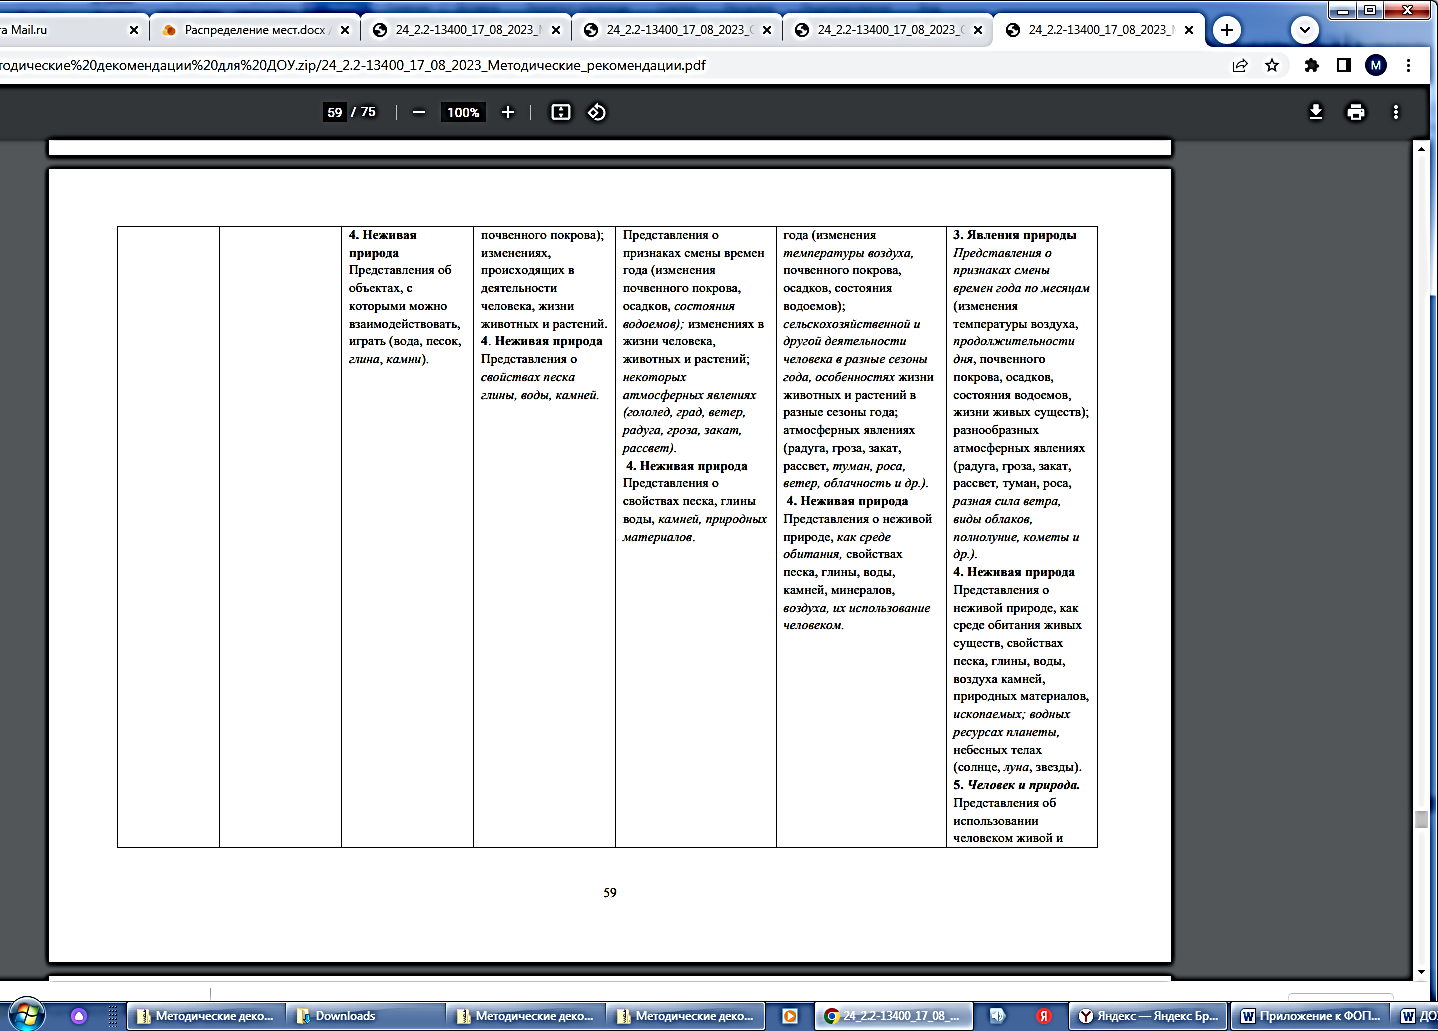 та Mail.ru
Распределение мест.docx
24_2.2-13400_17_08_2023_
24_2.2-13400_17_08_2023_
24_2.2-13400_17_08_2023_
24_2.2-13400_17_08_2023_
тодические%20декомендации%20для%20ДОУ.zip/24_2.2-13400_17_08_2023_Методические_рекомендации.pdf
M
59 / 75
100%
4. Неживая
природа
Представления об
объектах, с
которыми можно
взаимодействовать,
играть (вода, песок,
глина, камни).
почвенного покрова);
изменениях,
происходящих в
деятельности
человека, жизни
животных и растений.
4. Неживая природа
Представления о
свойствах песка
глины, воды, камней.
Представления о
признаках смены времен
года (изменения
почвенного покрова,
осадков, состояния
водоемов); изменениях в
жизни человека,
животных и растений;
некоторых
атмосферных явлениях
(гололед, град, ветер,
радуга, гроза, закат,
рассвет).
4. Неживая природа
Представления о
свойствах песка, глины
воды, камней, природных
материалов.
года (изменения
температуры воздуха,
почвенного покрова,
осадков, состояния
водоемов);
сельскохозяйственной и
другой деятельности
человека в разные сезоны
года, особенностях жизни
животных и растений в
разные сезоны года;
атмосферных явлениях
(радуга, гроза, закат,
рассвет, туман, роса,
ветер, облачность и др.).
4. Неживая природа
Представления о неживой
природе, как среде
обитания, свойствах
песка, глины, воды,
камней, минералов,
воздуха, их использование
человеком.
3. Явления природы
Представления о
признаках смены
времен года по месяцам
(изменения
температуры воздуха,
продолжительности
дня, почвенного
покрова, осадков,
состояния водоемов,
жизни живых существ);
разнообразных
атмосферных явлениях
(радуга, гроза, закат,
рассвет, туман, роса,
разная сила ветра,
виды облаков,
полнолуние, кометы и
др.).
4. Неживая природа
Представления о
неживой природе, как
среде обитания живых
существ, свойствах
песка, глины, воды,
воздуха камней,
природных материалов,
ископаемых; водных
ресурсах планеты,
небесных телах
(солнце, луна, звезды).
5. Человек и природа.
Представления об
использовании
человеком живой и
59
Методические деко...
Downloads
Методические деко...
Методические деко...
24_2.2-13400_17_08_...
Я
Яндекс — Яндекс Бр...
Приложение к ФОП...
ДО